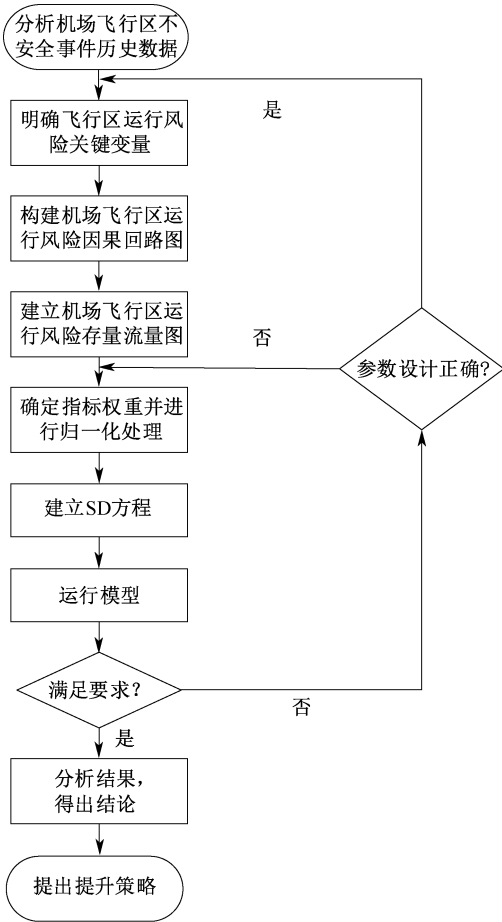 分析机场飞行区不
安全事件历史数据
是
明确飞行区运行风
险关键变量
构建机场飞行区运
行风险因果回路图
建立机场飞行区运
行风险存量流量图
否
参数设计正确?
确定指标权重并进
行归一化处理
建立SD方程
运行模型
满足要求?
否
是
分析结果，
得出结论
提出提升策略